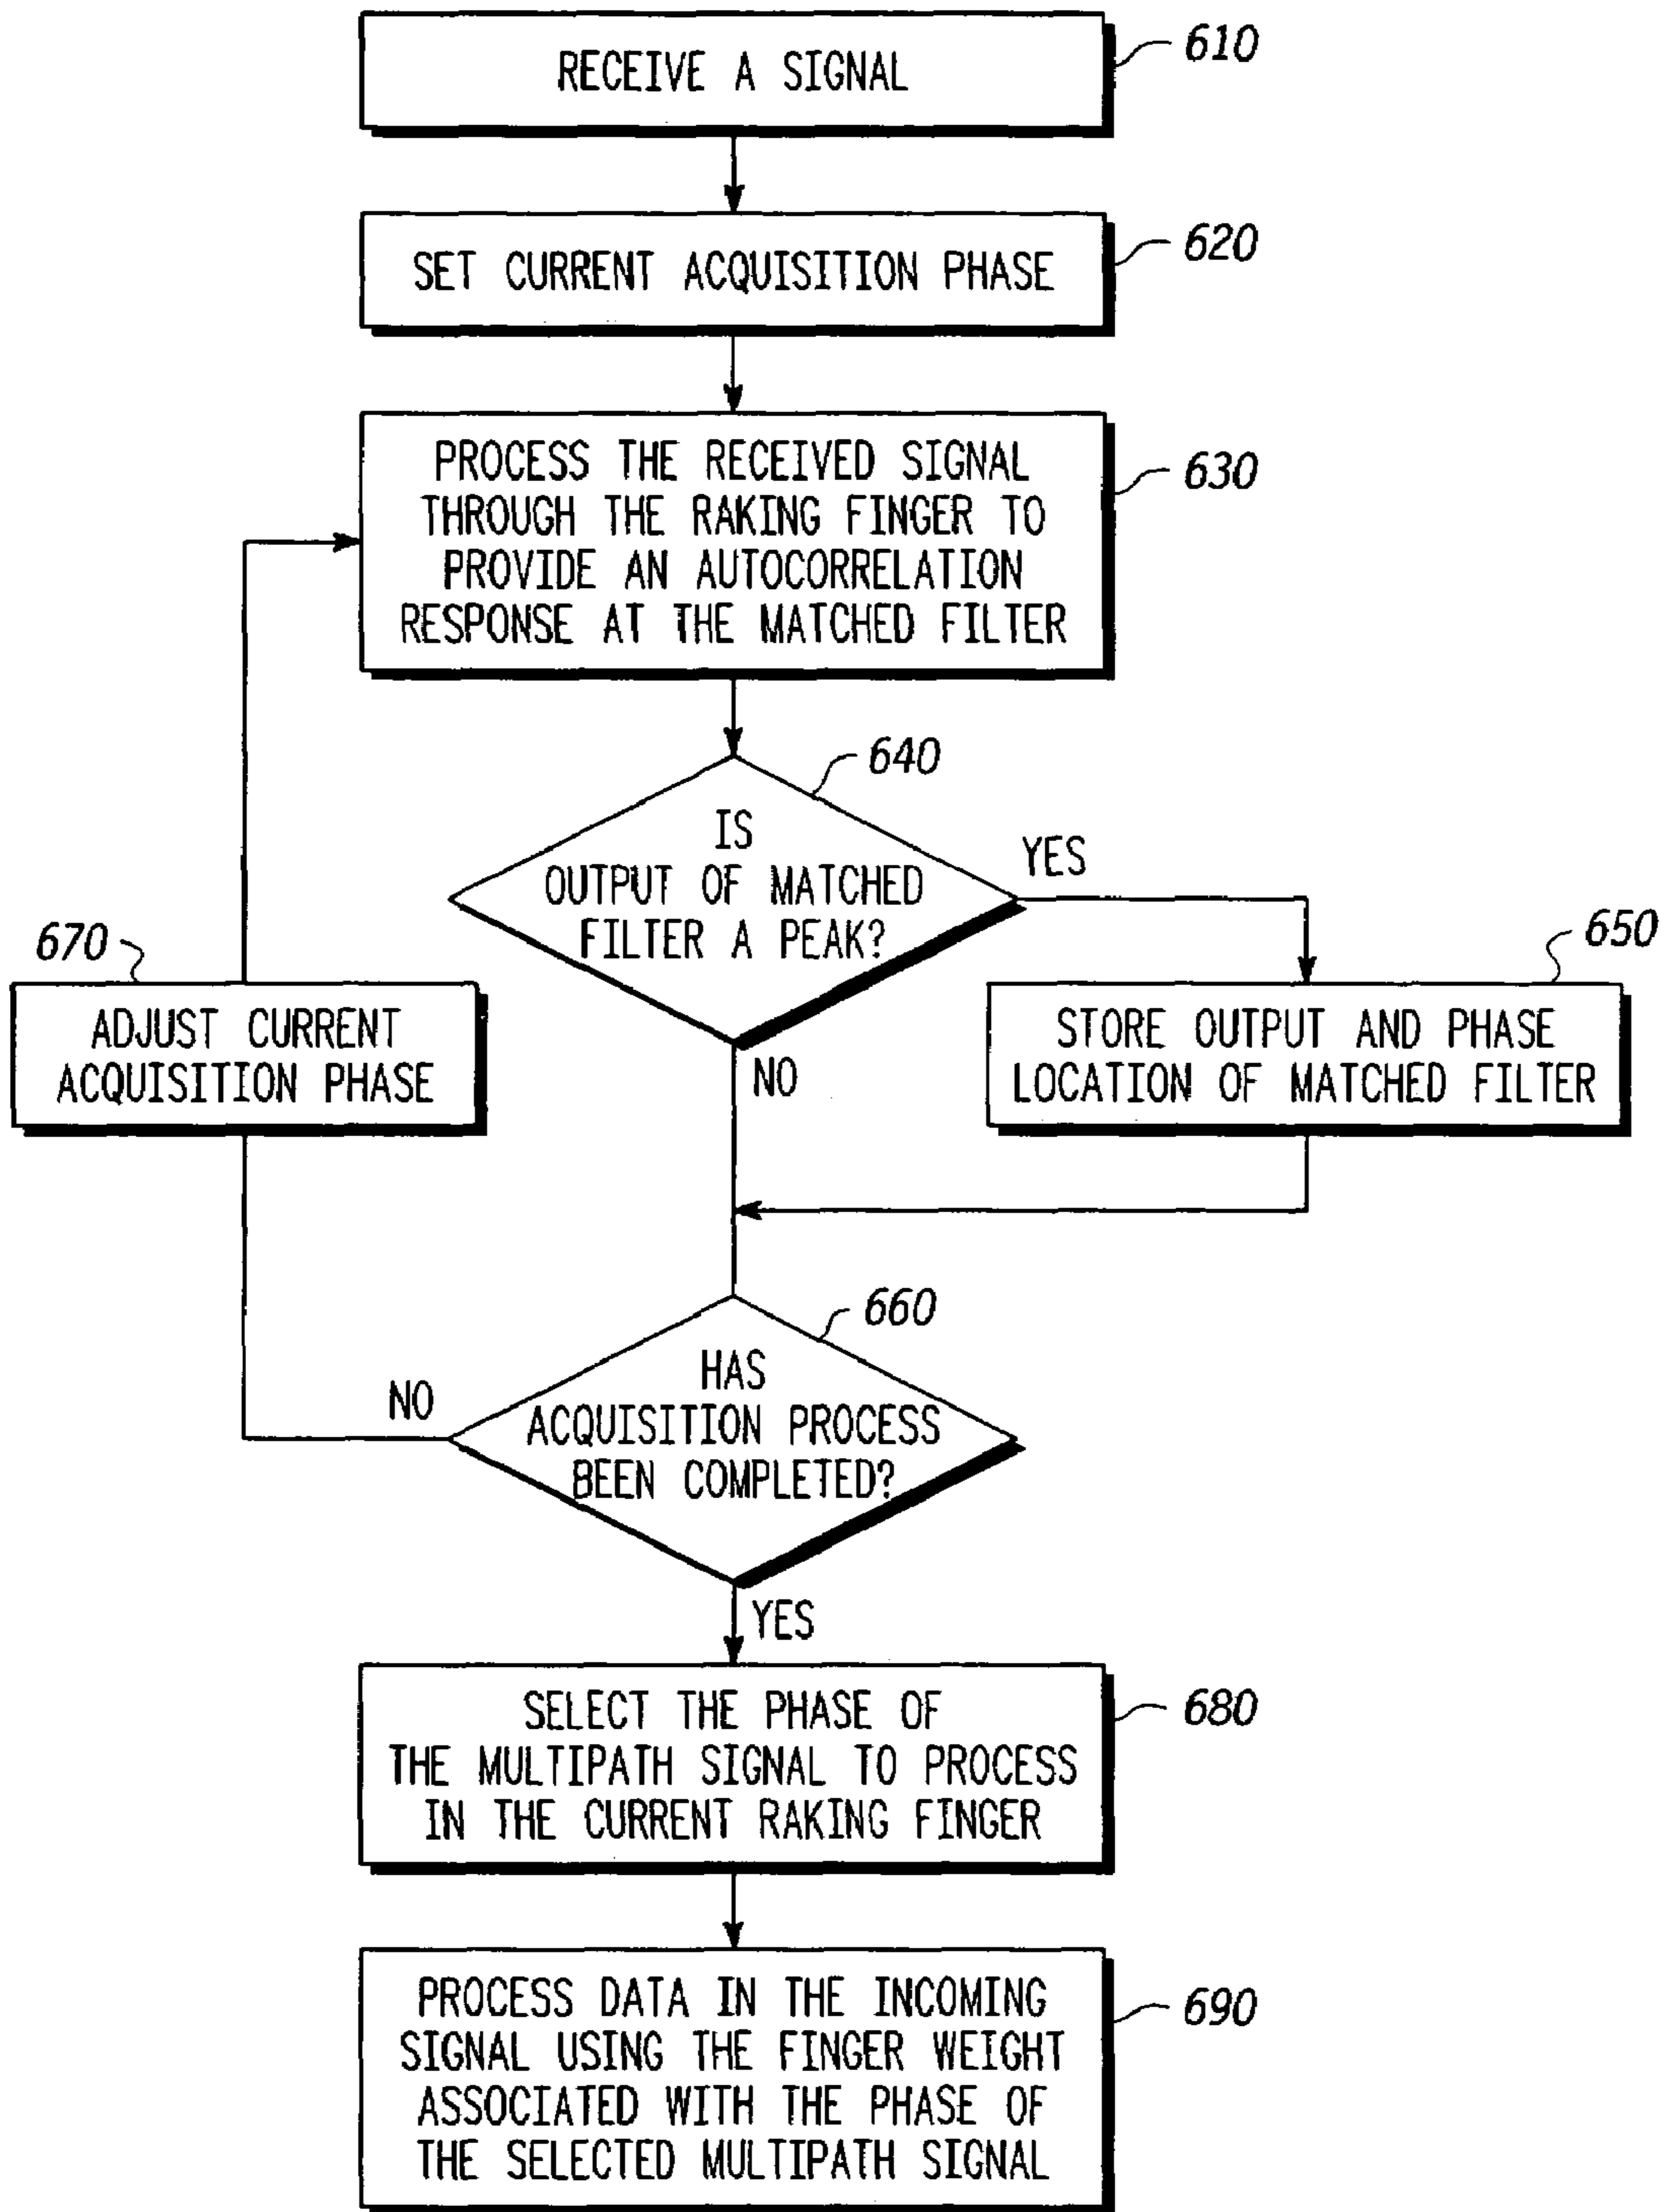 RECEIVE A SIGNAL
610
SET CURRENT ACQUISITION PHASE
620
PROCESS THE RECEIVED SIGNAL
THROUGH THE RAKING FINGER TO
PROVIDE AN AUTOCORRELATION
RESPONSE AT THE MATCHED FILTER
630
640
IS
OUTPUT OF MATCHED
FILTER A PEAK?
YES
NO
650
STORE OUTPUT AND PHASE
LOCATION OF MATCHED FILTER
670
ADJUST CURRENT
ACQUISITION PHASE
660
HAS
ACQUISITION PROCESS
BEEN COMPLETED?
NO
YES
SELECT THE PHASE OF
THE MULTIPATH SIGNAL TO PROCESS
IN THE CURRENT RAKING FINGER
680
PROCESS DATA IN THE INCOMING
SIGNAL USING THE FINGER WEIGHT
ASSOCIATED WITH THE PHASE OF
THE SELECTED MULTIPATH SIGNAL
690